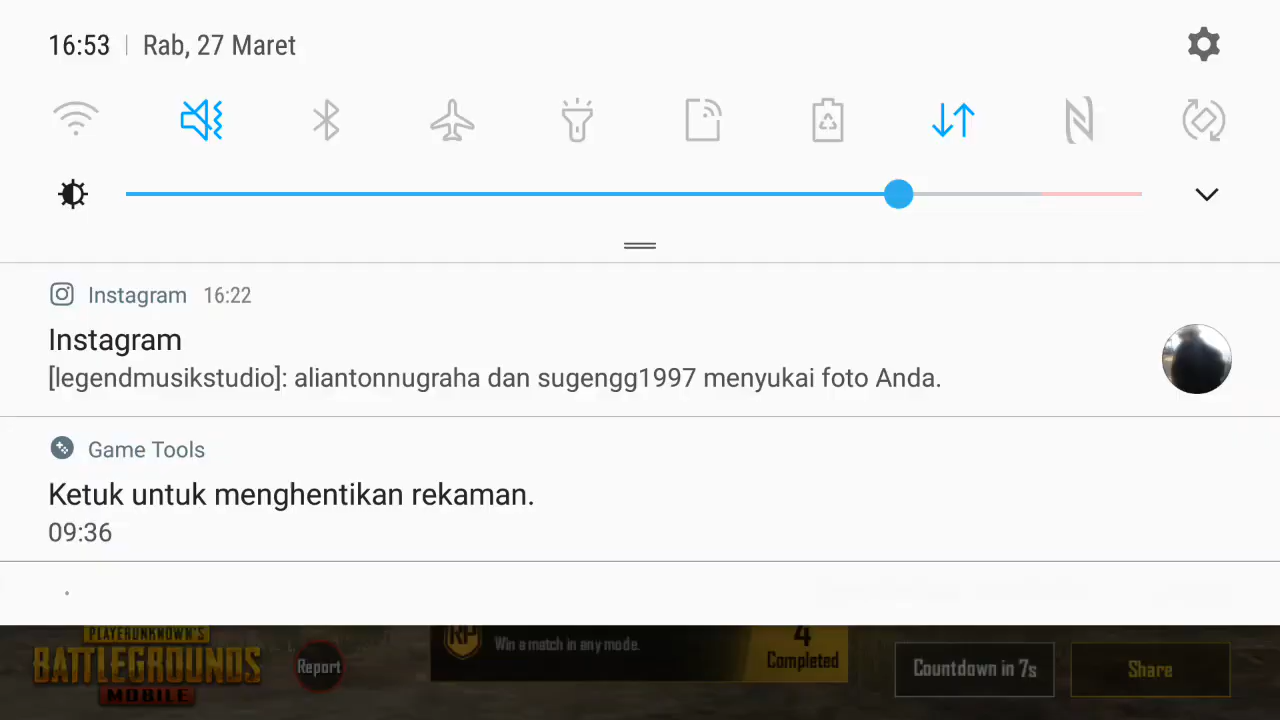 16:53 | Rab, 27 Maret
Instagram 16:22
Instagram
[legendmusikstudio]: aliantonnugraha dan sugengg1997 menyukai foto Anda.
Game Tools
Ketuk untuk menghentikan rekaman.
09:36
PLAYERUNKNOWN'S
BATTLEGROUNDS
MOBILE
Report
RP
Win a match in any mode.
4
Completed
Countdown in 7s
Share